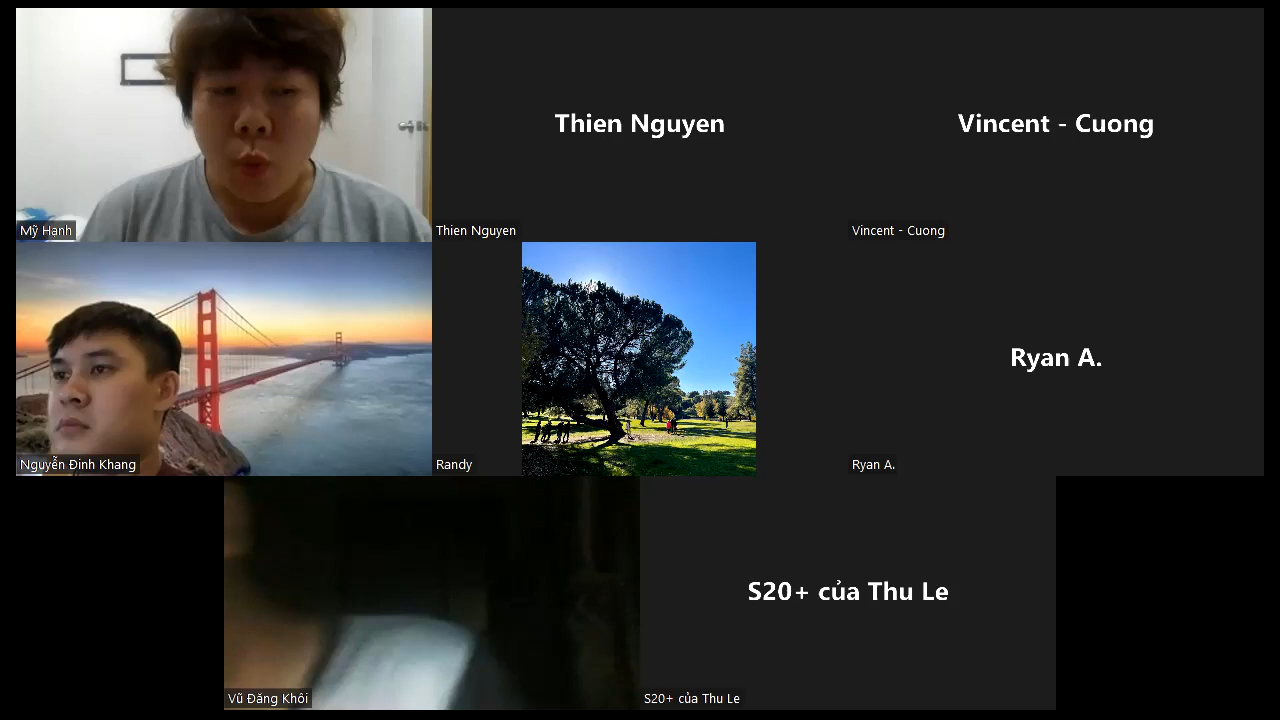 Thien Nguyen
Vincent - Cuong
Mỹ Hạnh
Thien Nguyen
Vincent - Cuong
Ryan A.
Nguyễn Đinh Khang
Randy
Ryan A.
S20+ của Thu Le
Vũ Đăng Khôi
S20+ của Thu Le